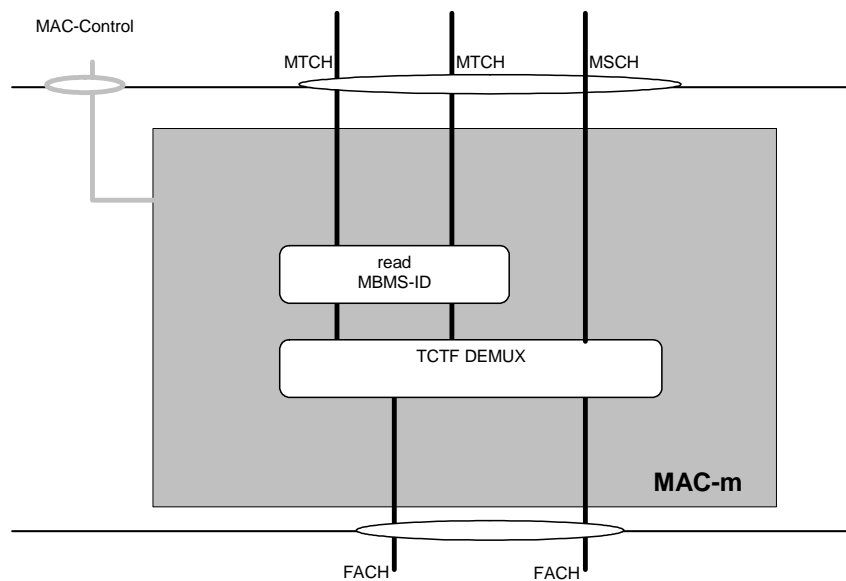 MAC-Control
MTCH
MTCH
MSCH
read
MBMS-ID
TCTF DEMUX
MAC-m
FACH
FACH